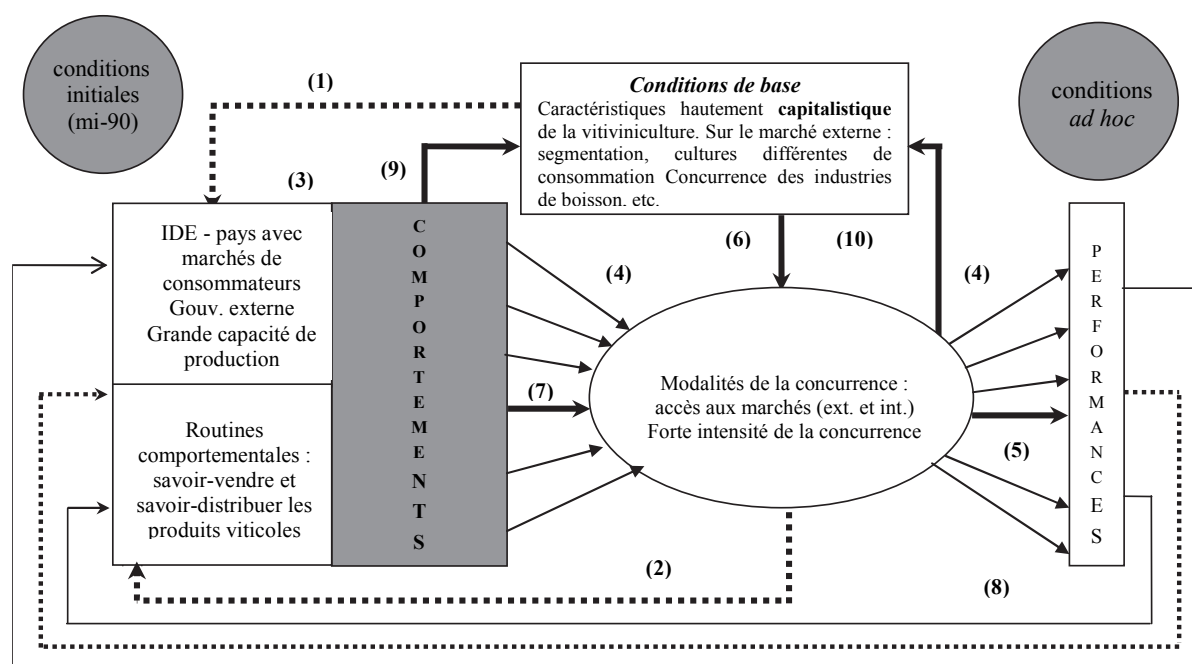 conditions
initiales
(mi-90)
(1)
Conditions de base
Caractéristiques hautement capitalistique
de la vitiviniculture. Sur le marché externe :
segmentation, cultures différentes de
consommation Concurrence des industries
de boisson. etc.
conditions
ad hoc
(3)
(9)
(6)
(10)
(4)
(4)
IDE - pays avec
marchés de
consommateurs
Gouv. externe
Grande capacité de
production
Routines
comportementales :
savoir-vendre et
savoir-distribuer les
produits viticoles
C
O
M
P
O
R
T
E
M
E
N
T
S
(7)
Modalités de la concurrence :
accès aux marchés (ext. et int.)
Forte intensité de la concurrence
(5)
P
E
R
F
O
R
M
A
N
C
E
S
(2)
(8)